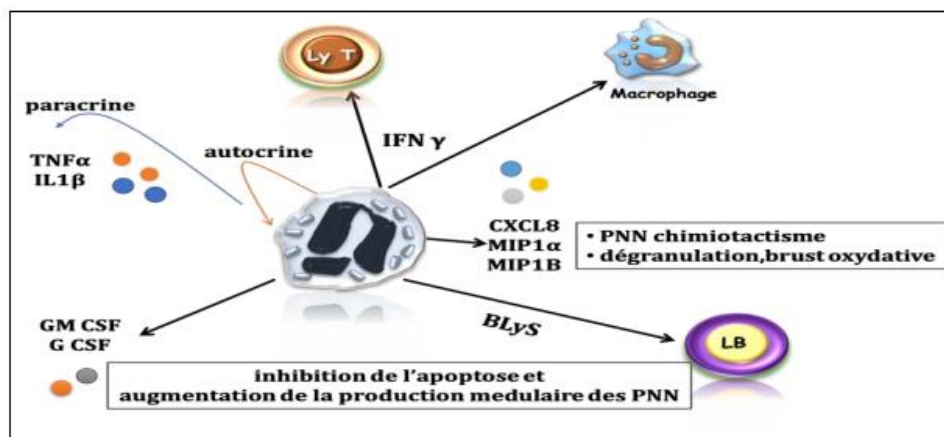 Ly T
Macrophage
paracrine
IFN γ
autocrine
TNFα
IL1β
CXCL8
MIP1α
MIP1B
• PNN chimiotactisme
• dégranulation,brust oxydative
BLyS
GM CSF
G CSF
LB
inhibition de l'apoptose et
augmentation de la production medulaire des PNN